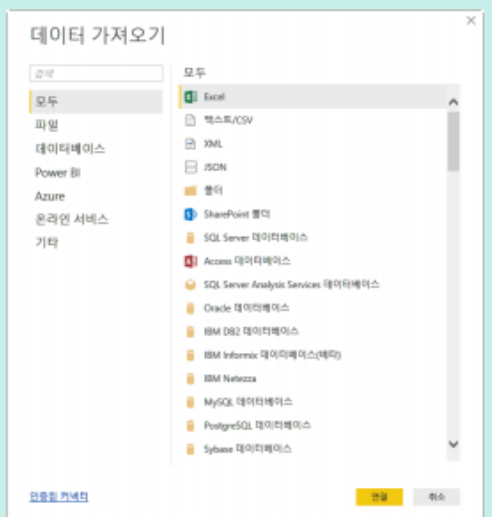 데이터 가져오기
검색
모두
파일
데이터베이스
Power BI
Azure
온라인 서비스
기타
모두
Excel
텍스트/CSV
XML
JSON
폴더
SharePoint 폴더
SQL Server 데이터베이스
Access 데이터베이스
SQL Server Analysis Services 데이터베이스
Oracle 데이터베이스
IBM DB2 데이터베이스
IBM Informix 데이터베이스(베타)
IBM Netezza
MySQL 데이터베이스
PostgreSQL 데이터베이스
Sybase 데이터베이스
인증된 커넥터
연결
취소